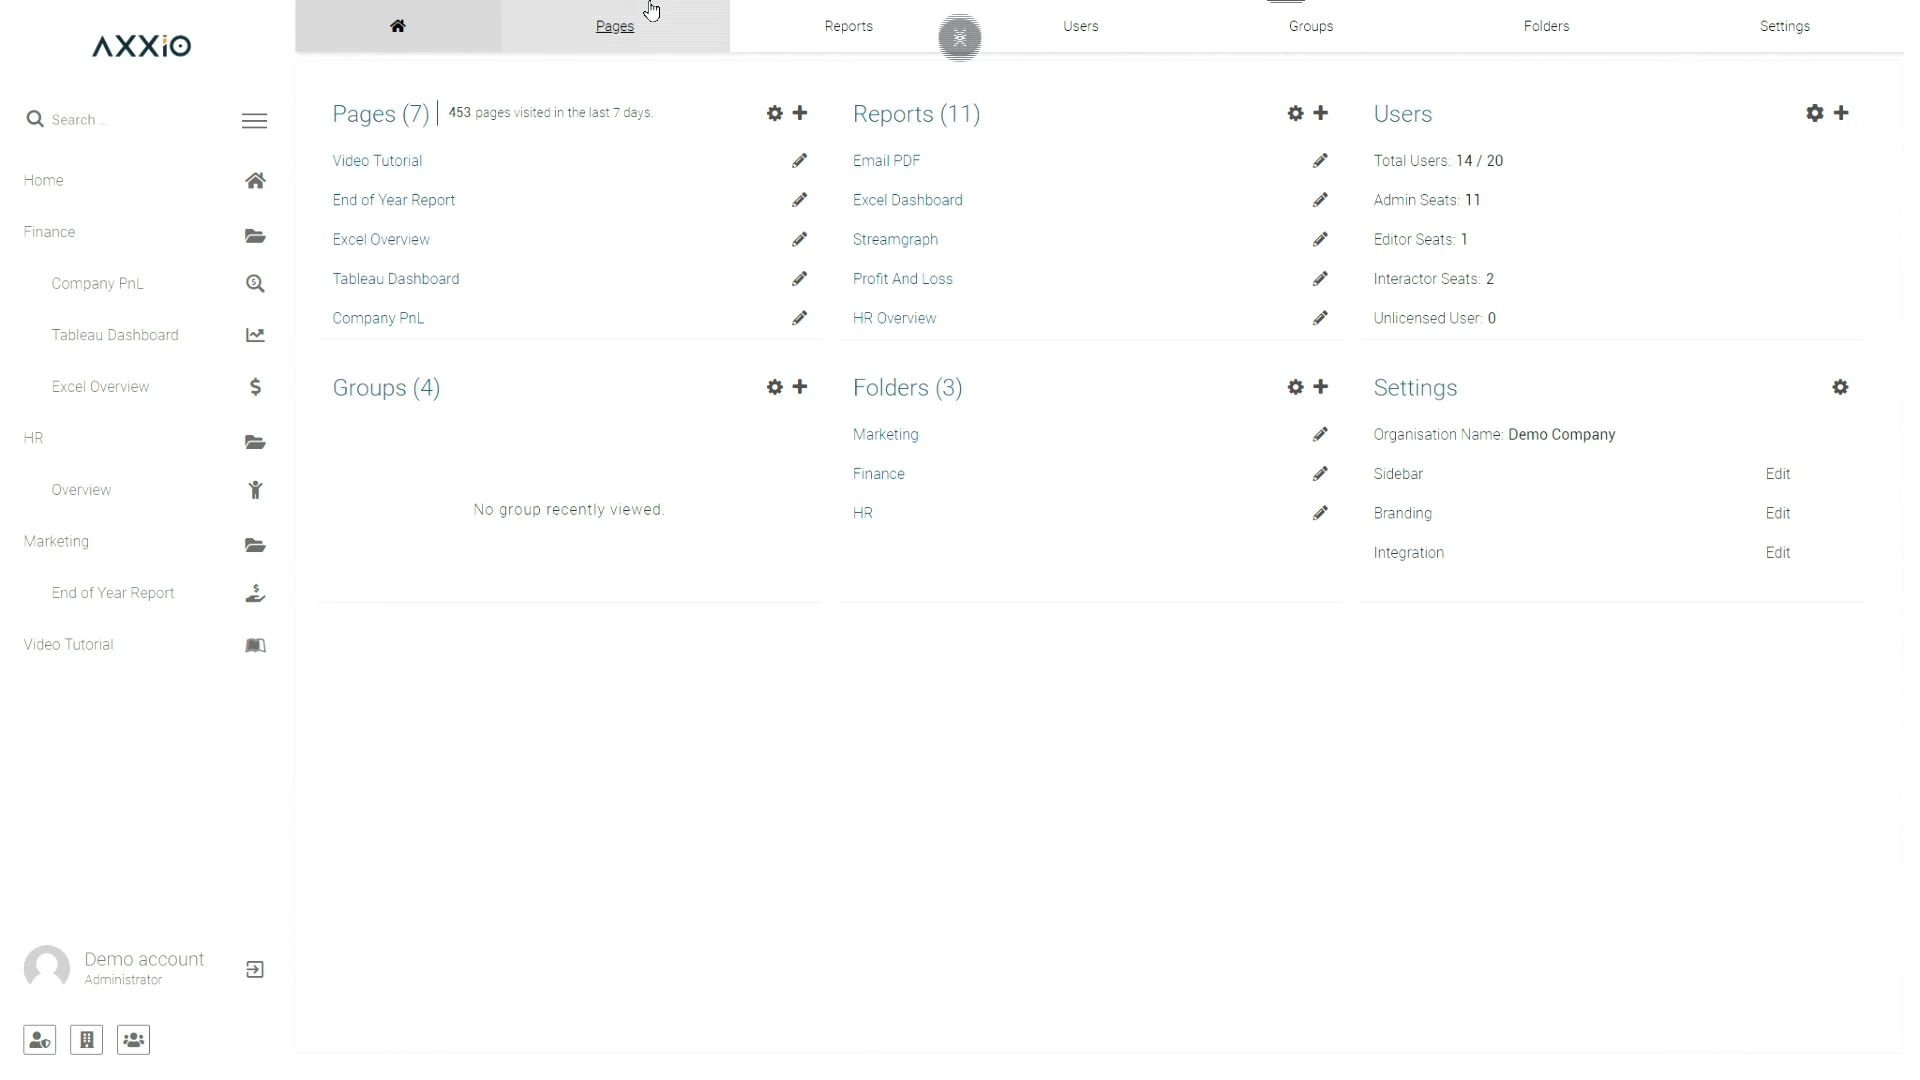 AXXiO
Search ...
Home
Finance
Company PnL
Tableau Dashboard
Excel Overview
HR
Overview
Marketing
End of Year Report
Video Tutorial
Demo account
Administrator
Pages
Reports
Users
Groups
Folders
Settings
Pages (7)
453 pages visited in the last 7 days.
Video Tutorial
End of Year Report
Excel Overview
Tableau Dashboard
Company PnL
Reports (11)
Email PDF
Excel Dashboard
Streamgraph
Profit And Loss
HR Overview
Users
Total Users: 14 / 20
Admin Seats: 11
Editor Seats: 1
Interactor Seats: 2
Unlicensed User: 0
Groups (4)
No group recently viewed.
Folders (3)
Marketing
Finance
HR
Settings
Organisation Name: Demo Company
Sidebar Edit
Branding Edit
Integration Edit